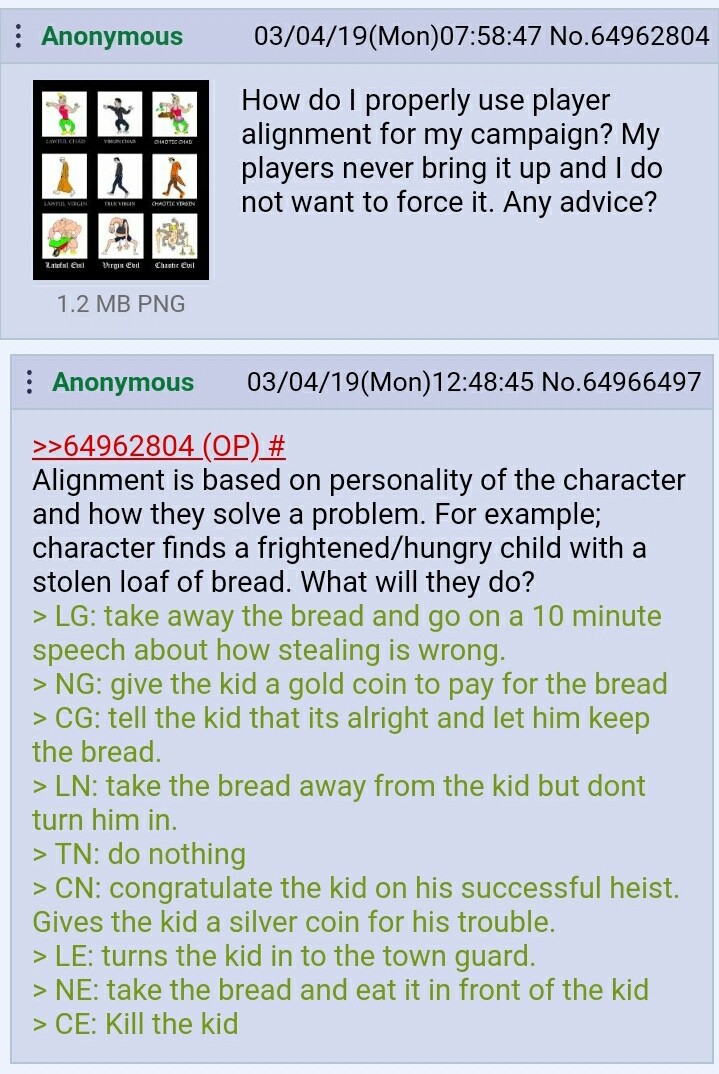 Anonymous 03/04/19(Mon)07:58:47 No.64962804
LAWFUL CHAD VIRGIN CHAD CHAOTIC CHAD
LAWFUL VIRGIN TRUE VIRGIN CHAOTIC VIRGIN
Lawful Evil Virgin Evil Chaotic Evil
1.2 MB PNG
How do I properly use player
alignment for my campaign? My
players never bring it up and I do
not want to force it. Any advice?
Anonymous 03/04/19(Mon)12:48:45 No.64966497
>>64962804 (OP) #
Alignment is based on personality of the character
and how they solve a problem. For example;
character finds a frightened/hungry child with a
stolen loaf of bread. What will they do?
> LG: take away the bread and go on a 10 minute
speech about how stealing is wrong.
> NG: give the kid a gold coin to pay for the bread
> CG: tell the kid that its alright and let him keep
the bread.
> LN: take the bread away from the kid but dont
turn him in.
> TN: do nothing
> CN: congratulate the kid on his successful heist.
Gives the kid a silver coin for his trouble.
> LE: turns the kid in to the town guard.
> NE: take the bread and eat it in front of the kid
> CE: Kill the kid